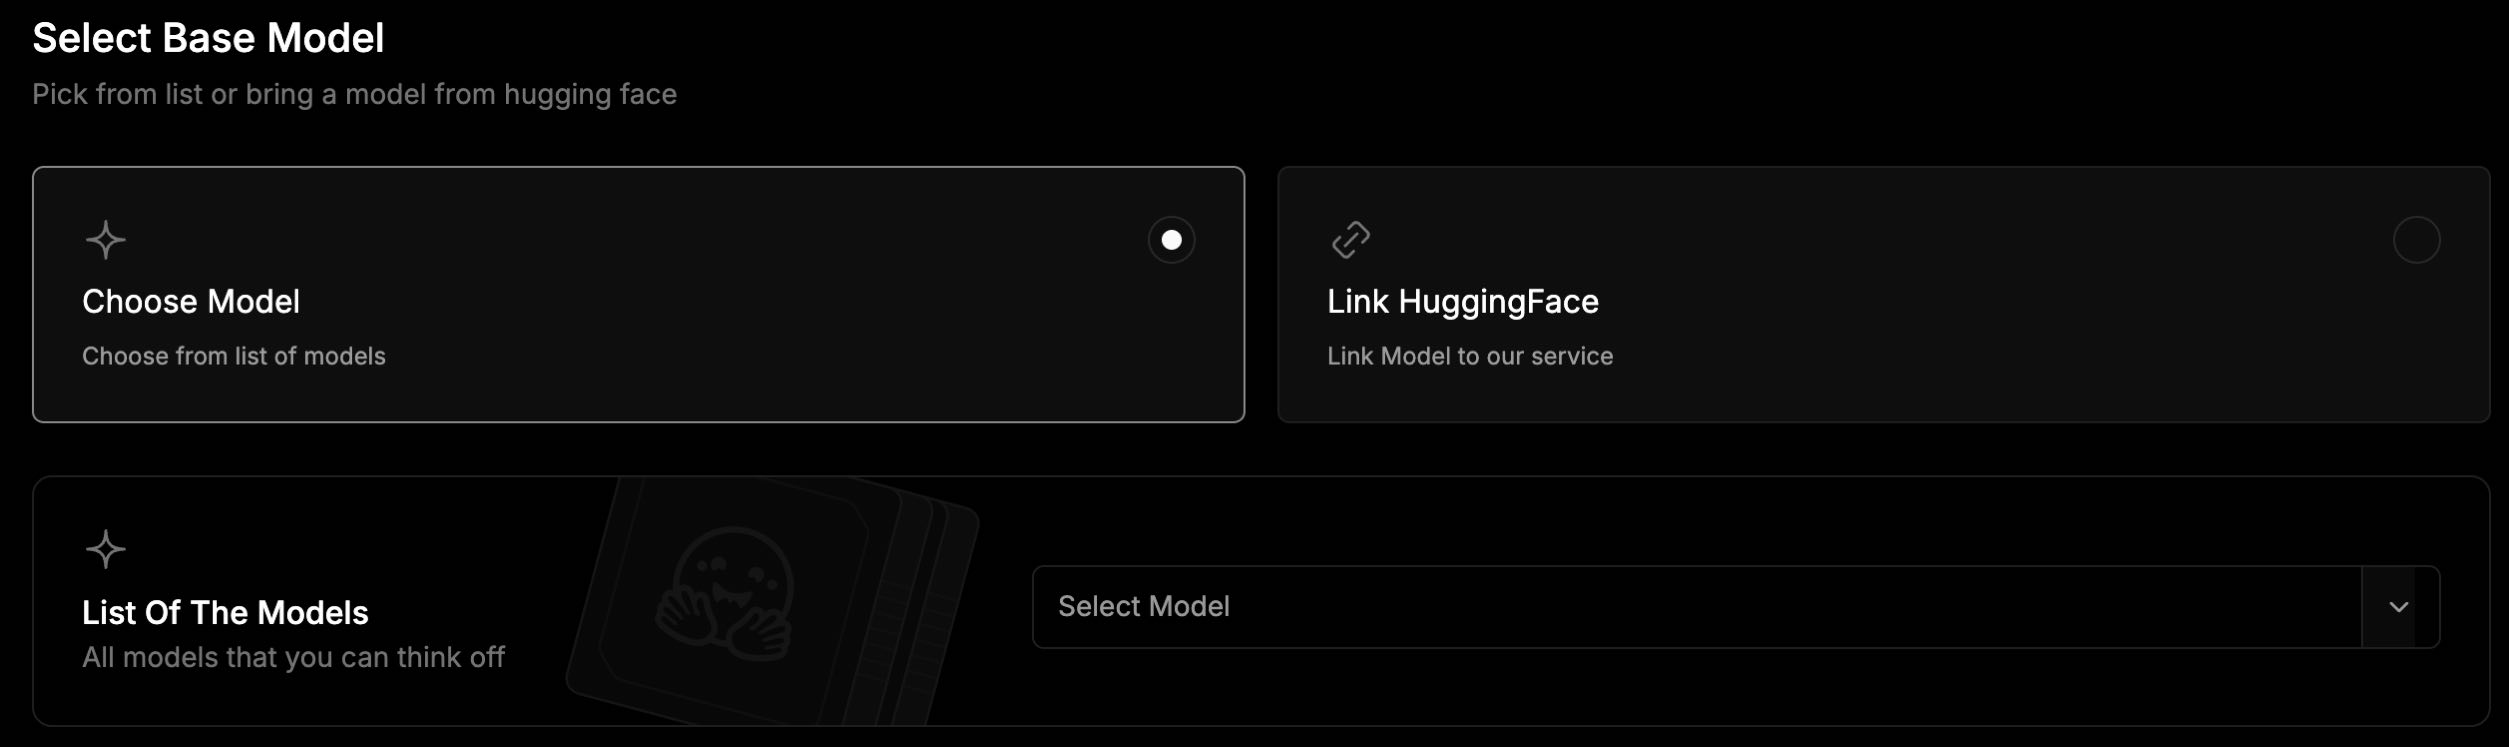 Select Base Model
Pick from list or bring a model from hugging face
Choose Model
Choose from list of models
Link HuggingFace
Link Model to our service
List Of The Models
All models that you can think off
Select Model